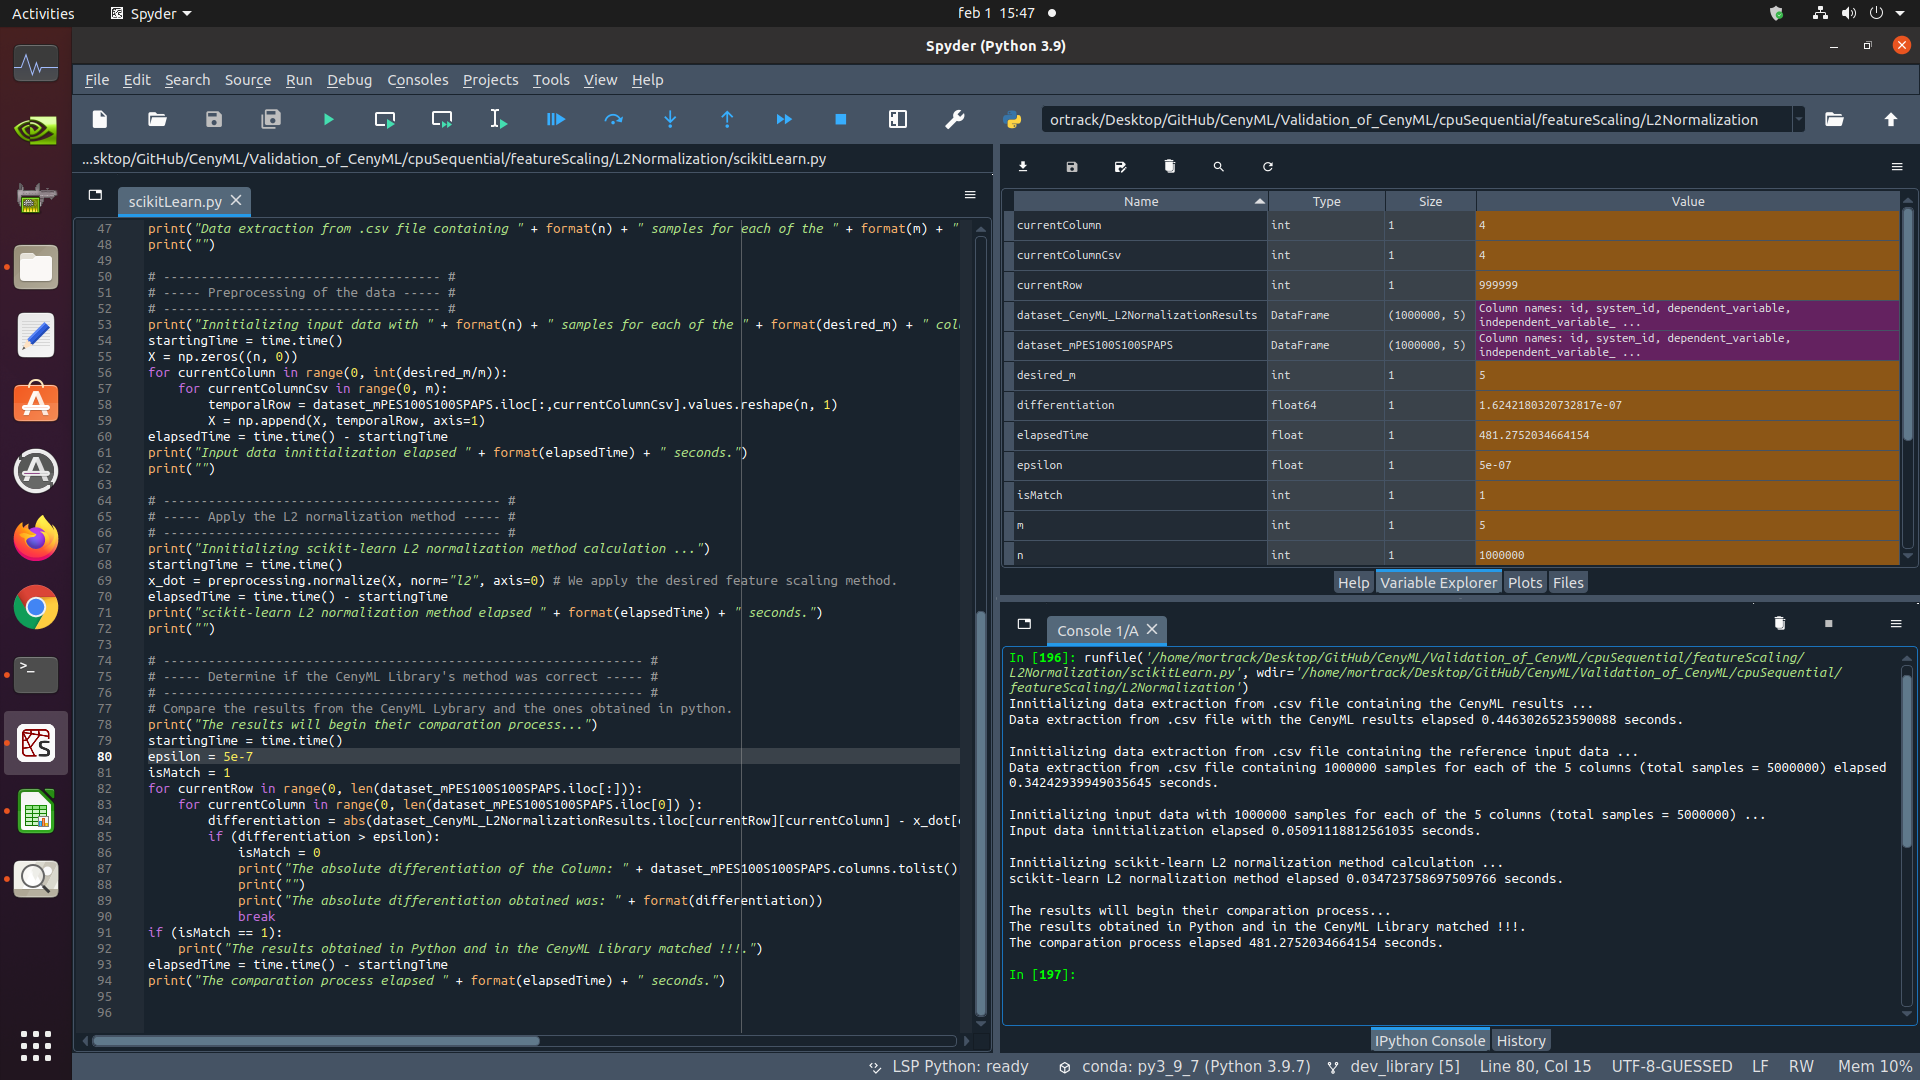 Activities
Spyder
feb 1 15:47
Spyder (Python 3.9)
File Edit Search Source Run Debug Consoles Projects Tools View Help
ortrack/Desktop/GitHub/CenyML/Validation_of_CenyML/cpuSequential/featureScaling/L2Normalization
...sktop/GitHub/CenyML/Validation_of_CenyML/cpuSequential/featureScaling/L2Normalization/scikitLearn.py
scikitLearn.py
47 print("Data extraction from .csv file containing " + format(n) + " samples for each of the " + format(m) + "
48 print("")
49
50 # ------------------------------------- #
51 # ----- Preprocessing of the data ----- #
52 # ------------------------------------- #
53 print("Innitializing input data with " + format(n) + " samples for each of the " + format(desired_m) + " col
54 startingTime = time.time()
55 X = np.zeros((n, 0))
56 for currentColumn in range(0, int(desired_m/m)):
57     for currentColumnCsv in range(0, m):
58         temporalRow = dataset_mPES100S100SPAPS.iloc[:,currentColumnCsv].values.reshape(n, 1)
59         X = np.append(X, temporalRow, axis=1)
60 elapsedTime = time.time() - startingTime
61 print("Input data innitialization elapsed " + format(elapsedTime) + " seconds.")
62 print("")
63
64 # --------------------------------------------- #
65 # ----- Apply the L2 normalization method ----- #
66 # --------------------------------------------- #
67 print("Innitializing scikit-learn L2 normalization method calculation ...")
68 startingTime = time.time()
69 x_dot = preprocessing.normalize(X, norm="l2", axis=0) # We apply the desired feature scaling method.
70 elapsedTime = time.time() - startingTime
71 print("scikit-learn L2 normalization method elapsed " + format(elapsedTime) + " seconds.")
72 print("")
73
74 # ---------------------------------------------------------------- #
75 # ----- Determine if the CenyML Library's method was correct ----- #
76 # ---------------------------------------------------------------- #
77 # Compare the results from the CenyML Lybrary and the ones obtained in python.
78 print("The results will begin their comparation process...")
79 startingTime = time.time()
80 epsilon = 5e-7
81 isMatch = 1
82 for currentRow in range(0, len(dataset_mPES100S100SPAPS.iloc[:])):
83     for currentColumn in range(0, len(dataset_mPES100S100SPAPS.iloc[0]) ):
84         differentiation = abs(dataset_CenyML_L2NormalizationResults.iloc[currentRow][currentColumn] - x_dot[c
85         if (differentiation > epsilon):
86             isMatch = 0
87             print("The absolute differentiation of the Column: " + dataset_mPES100S100SPAPS.columns.tolist()
88             print("")
89             print("The absolute differentiation obtained was: " + format(differentiation))
90             break
91 if (isMatch == 1):
92     print("The results obtained in Python and in the CenyML Library matched !!!.")
93 elapsedTime = time.time() - startingTime
94 print("The comparation process elapsed " + format(elapsedTime) + " seconds.")
95
96
Name Type Size Value
currentColumn int 1 4
currentColumnCsv int 1 4
currentRow int 1 999999
dataset_CenyML_L2NormalizationResults DataFrame (1000000, 5) Column names: id, system_id, dependent_variable,
independent_variable_ ...
dataset_mPES100S100SPAPS DataFrame (1000000, 5) Column names: id, system_id, dependent_variable,
independent_variable_ ...
desired_m int 1 5
differentiation float64 1 1.6242180320732817e-07
elapsedTime float 1 481.2752034664154
epsilon float 1 5e-07
isMatch int 1 1
m int 1 5
n int 1 1000000
Help Variable Explorer Plots Files
Console 1/A
In [196]: runfile('/home/mortrack/Desktop/GitHub/CenyML/Validation_of_CenyML/cpuSequential/featureScaling/
L2Normalization/scikitLearn.py', wdir='/home/mortrack/Desktop/GitHub/CenyML/Validation_of_CenyML/cpuSequential/
featureScaling/L2Normalization')
Innitializing data extraction from .csv file containing the CenyML results ...
Data extraction from .csv file with the CenyML results elapsed 0.4463026523590088 seconds.

Innitializing data extraction from .csv file containing the reference input data ...
Data extraction from .csv file containing 1000000 samples for each of the 5 columns (total samples = 5000000) elapsed
0.34242939949035645 seconds.

Innitializing input data with 1000000 samples for each of the 5 columns (total samples = 5000000) ...
Input data innitialization elapsed 0.05091118812561035 seconds.

Innitializing scikit-learn L2 normalization method calculation ...
scikit-learn L2 normalization method elapsed 0.034723758697509766 seconds.

The results will begin their comparation process...
The results obtained in Python and in the CenyML Library matched !!!.
The comparation process elapsed 481.2752034664154 seconds.

In [197]:
IPython Console History
LSP Python: ready conda: py3_9_7 (Python 3.9.7) dev_library [5] Line 80, Col 15 UTF-8-GUESSED LF RW Mem 10%